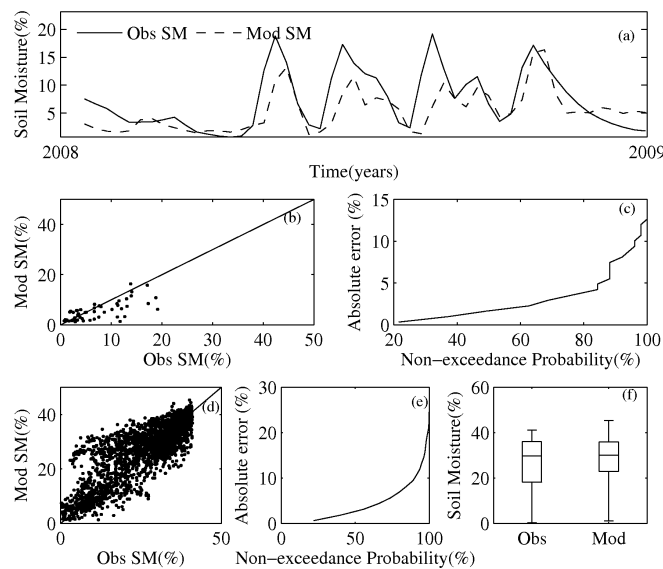 Obs SM
Mod SM
(a)
20
15
10
5
Soil Moisture(%)
2008
2009
Time(years)
(b)
40
20
0
Mod SM(%)
0 10 20 30 40 50
Obs SM(%)
(c)
15
10
5
0
Absolute error (%)
20 40 60 80 100
Non−exceedance Probability(%)
(d)
40
20
0
Mod SM(%)
0 50
Obs SM(%)
(e)
30
20
10
0
Absolute error (%)
0 50 100
Non−exceedance Probability(%)
(f)
60
40
20
0
Soil Moisture(%)
Obs Mod